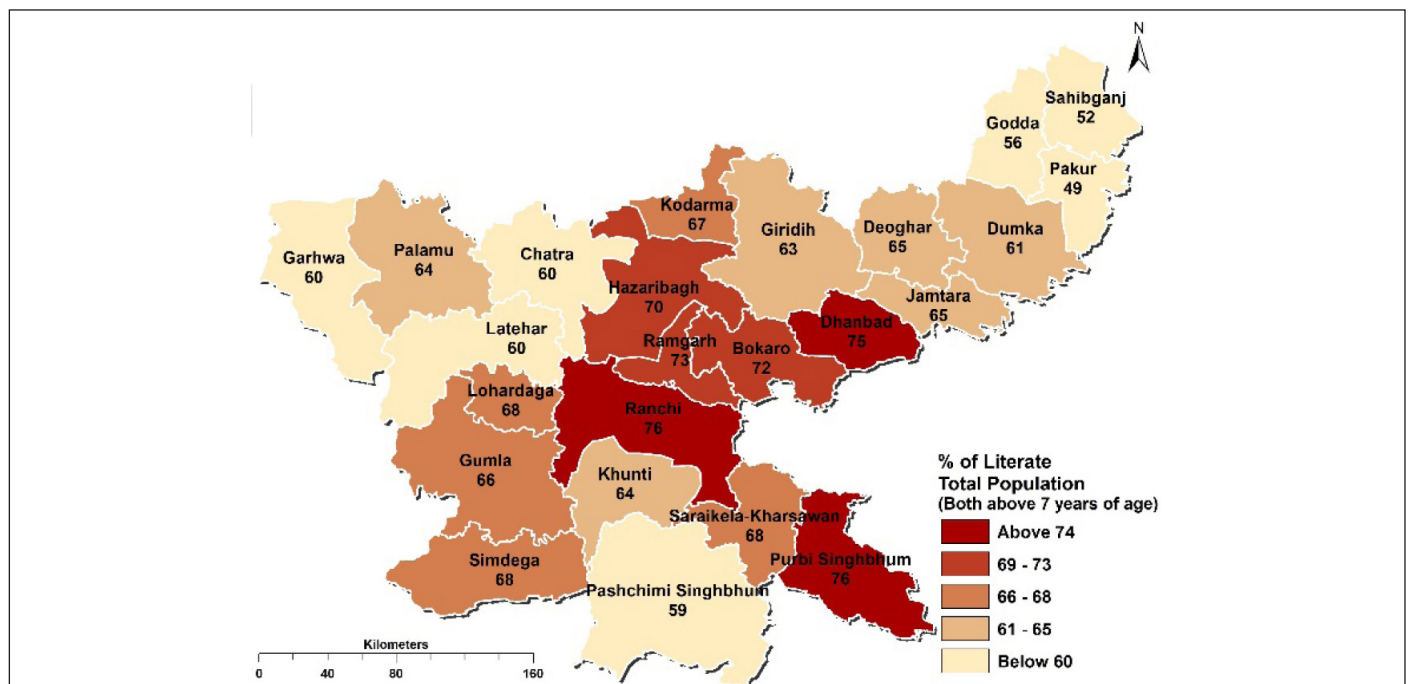 N
Sahibganj
52
Godda
56
Pakur
49
Kodarma
67
Giridih
63
Deoghar
65
Dumka
61
Garhwa
60
Palamu
64
Chatra
60
Hazaribagh
70
Jamtara
65
Latehar
60
Ramgarh
73
Bokaro
72
Dhanbad
75
Lohardaga
68
Ranchi
76
Gumla
66
Khunti
64
Saraikela-Kharsawan
68
Simdega
68
Purbi Singhbhum
76
Pashchimi Singhbhum
59
% of Literate
Total Population
(Both above 7 years of age)
Above 74
69 - 73
66 - 68
61 - 65
Below 60
Kilometers
0 40 80 160